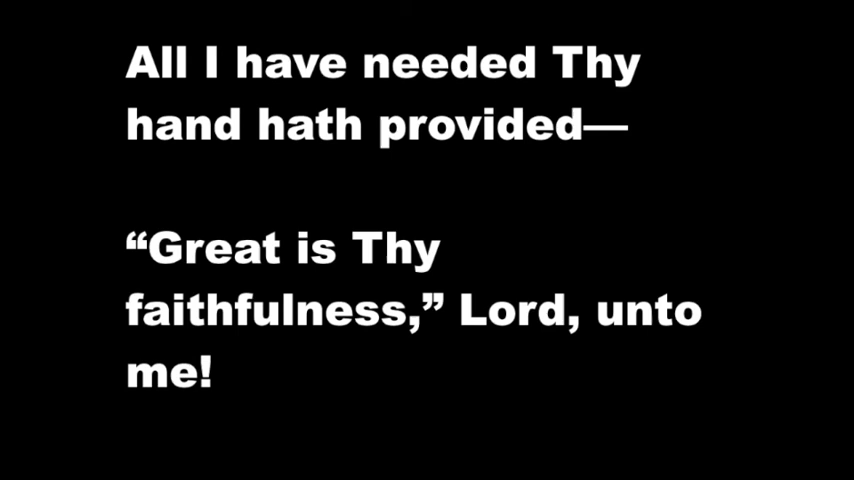 All I have needed Thy
hand hath provided—
“Great is Thy
faithfulness,” Lord, unto
me!